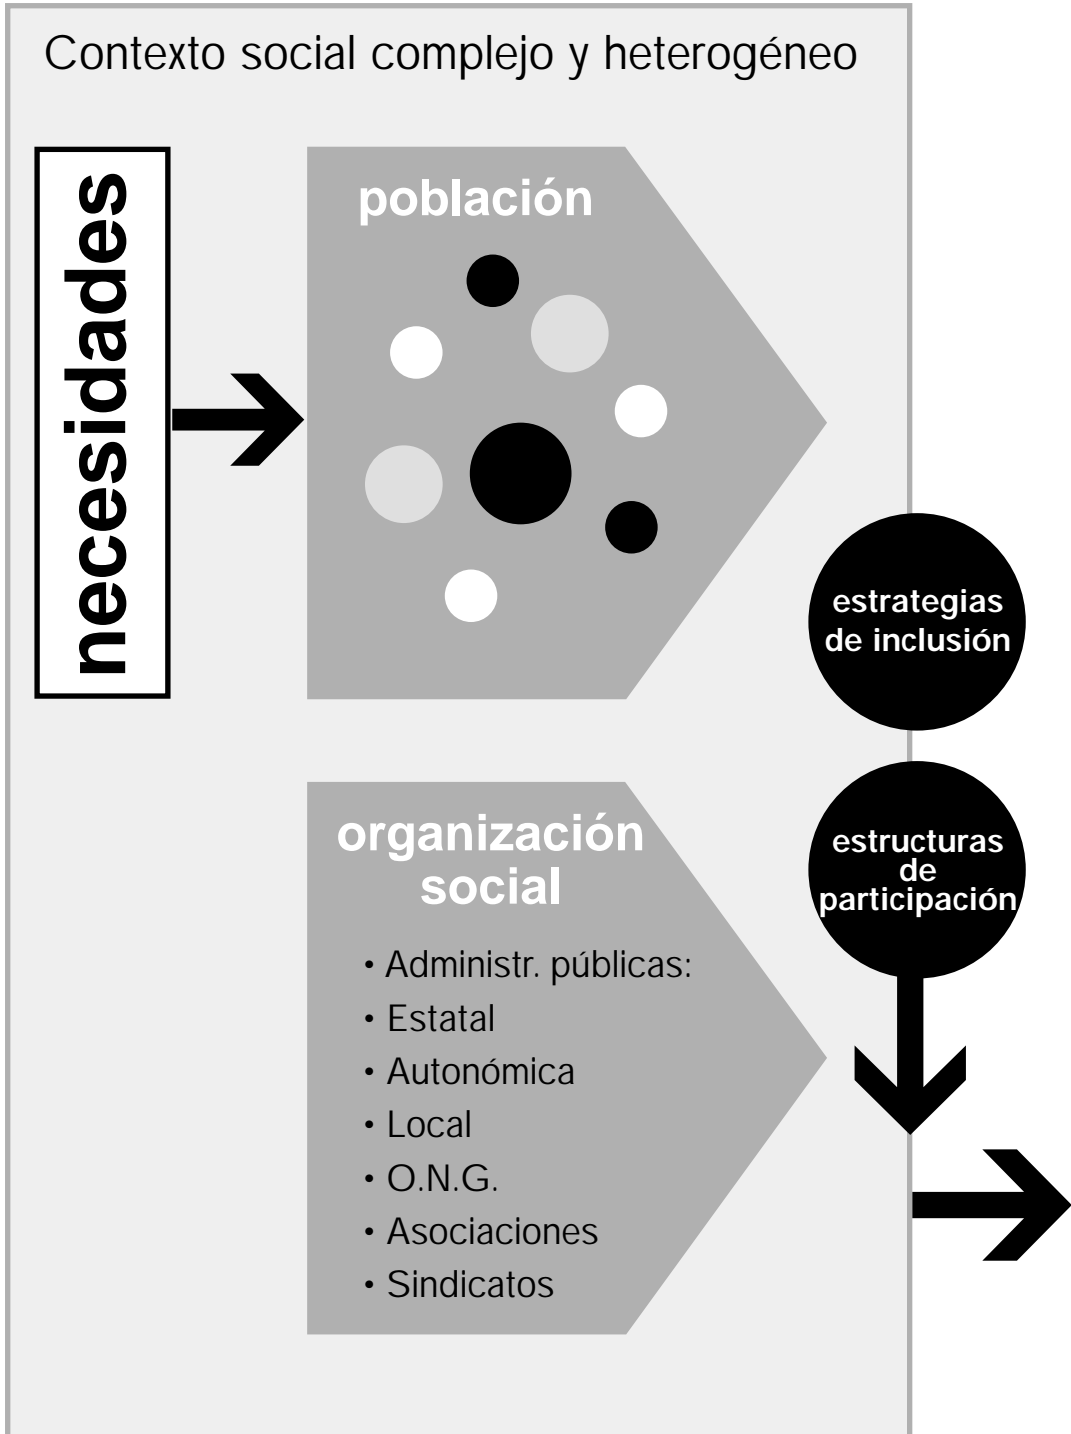 Contexto social complejo y heterogéneo
necesidades
población
estrategias
de inclusión
organización
social
• Administr. públicas:
• Estatal
• Autonómica
• Local
• O.N.G.
• Asociaciones
• Sindicatos
estructuras
de
participación